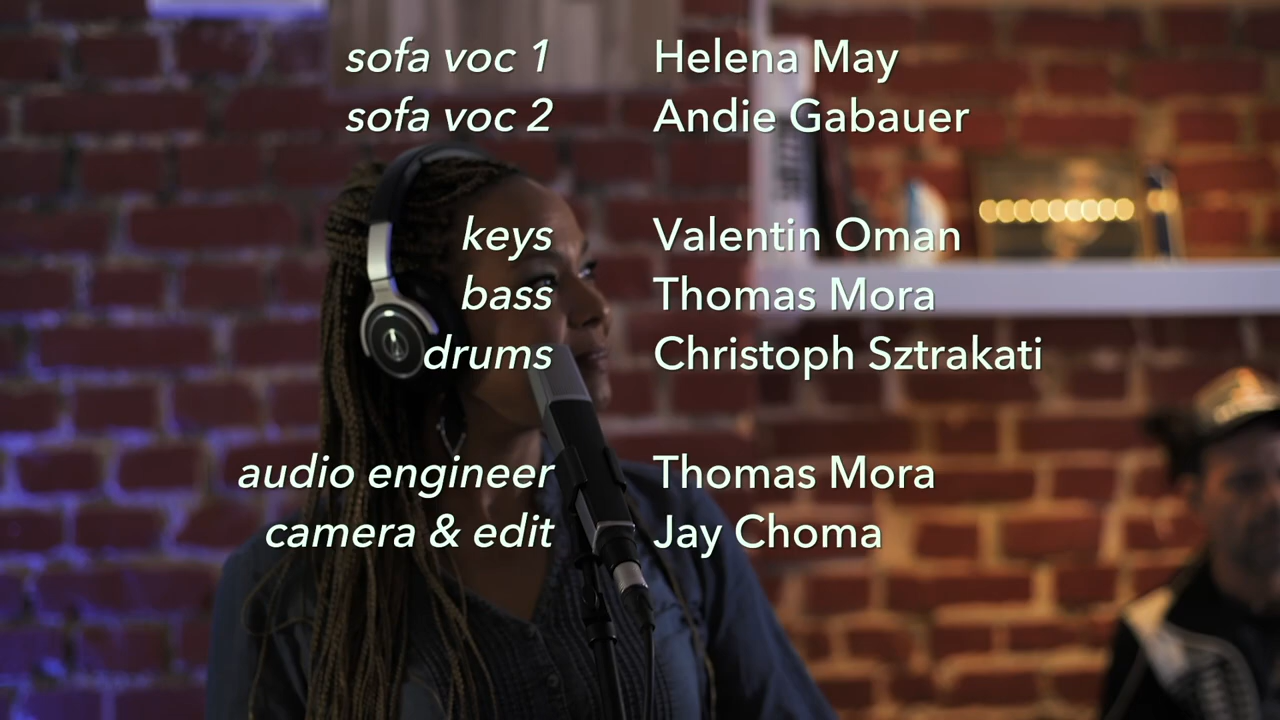 sofa voc 1 Helena May
sofa voc 2 Andie Gabauer
keys Valentin Oman
bass Thomas Mora
drums Christoph Sztrakati
audio engineer Thomas Mora
camera & edit Jay Choma